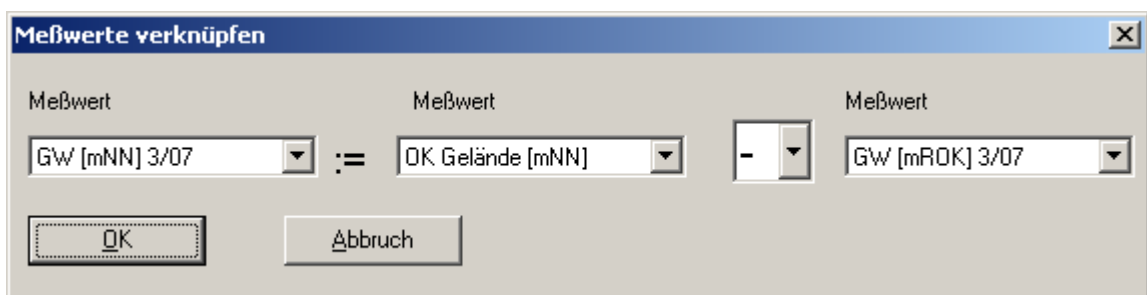 Meßwerte verknüpfen
Meßwert Meßwert Meßwert
GW [mNN] 3/07 := OK Gelände [mNN] - GW [mROK] 3/07
OK Abbruch